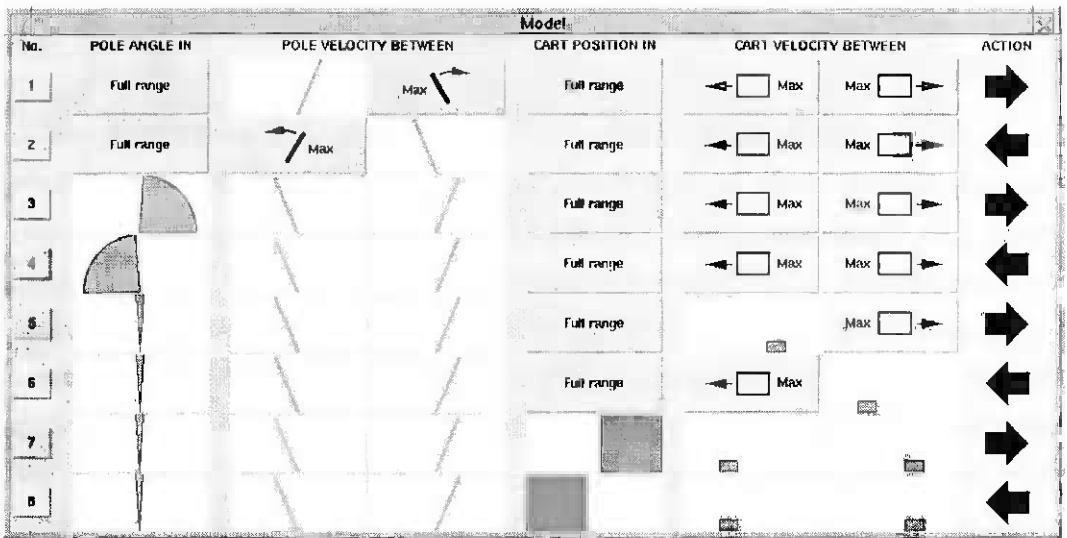 Model
No. POLE ANGLE IN POLE VELOCITY BETWEEN CART POSITION IN CART VELOCITY BETWEEN ACTION
1 Full range Max Full range Max Max
2 Full range Max Full range Max Max
3 Full range Max Max
4 Full range Max Max
5 Full range Max
6 Full range Max
7
8